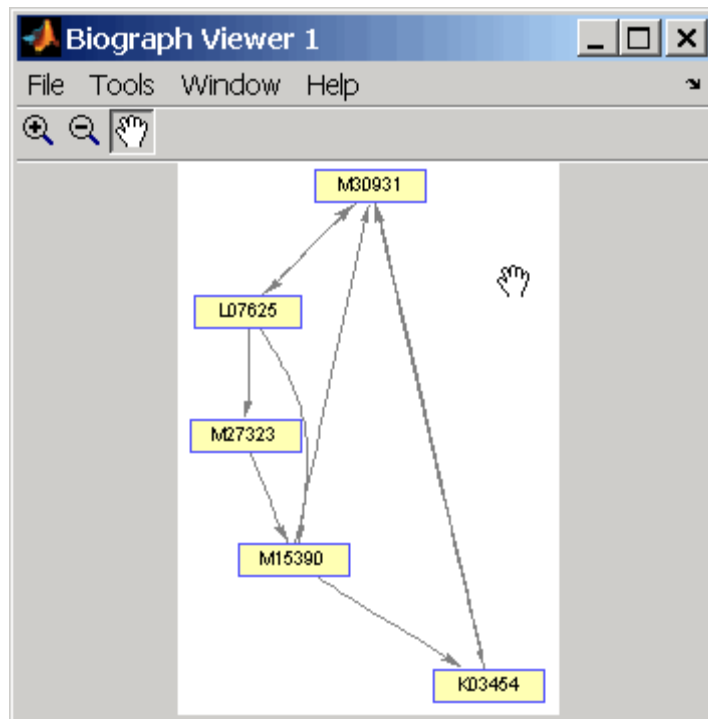 Biograph Viewer 1
File Tools Window Help
M30931
L07625
M27323
M15390
K03454